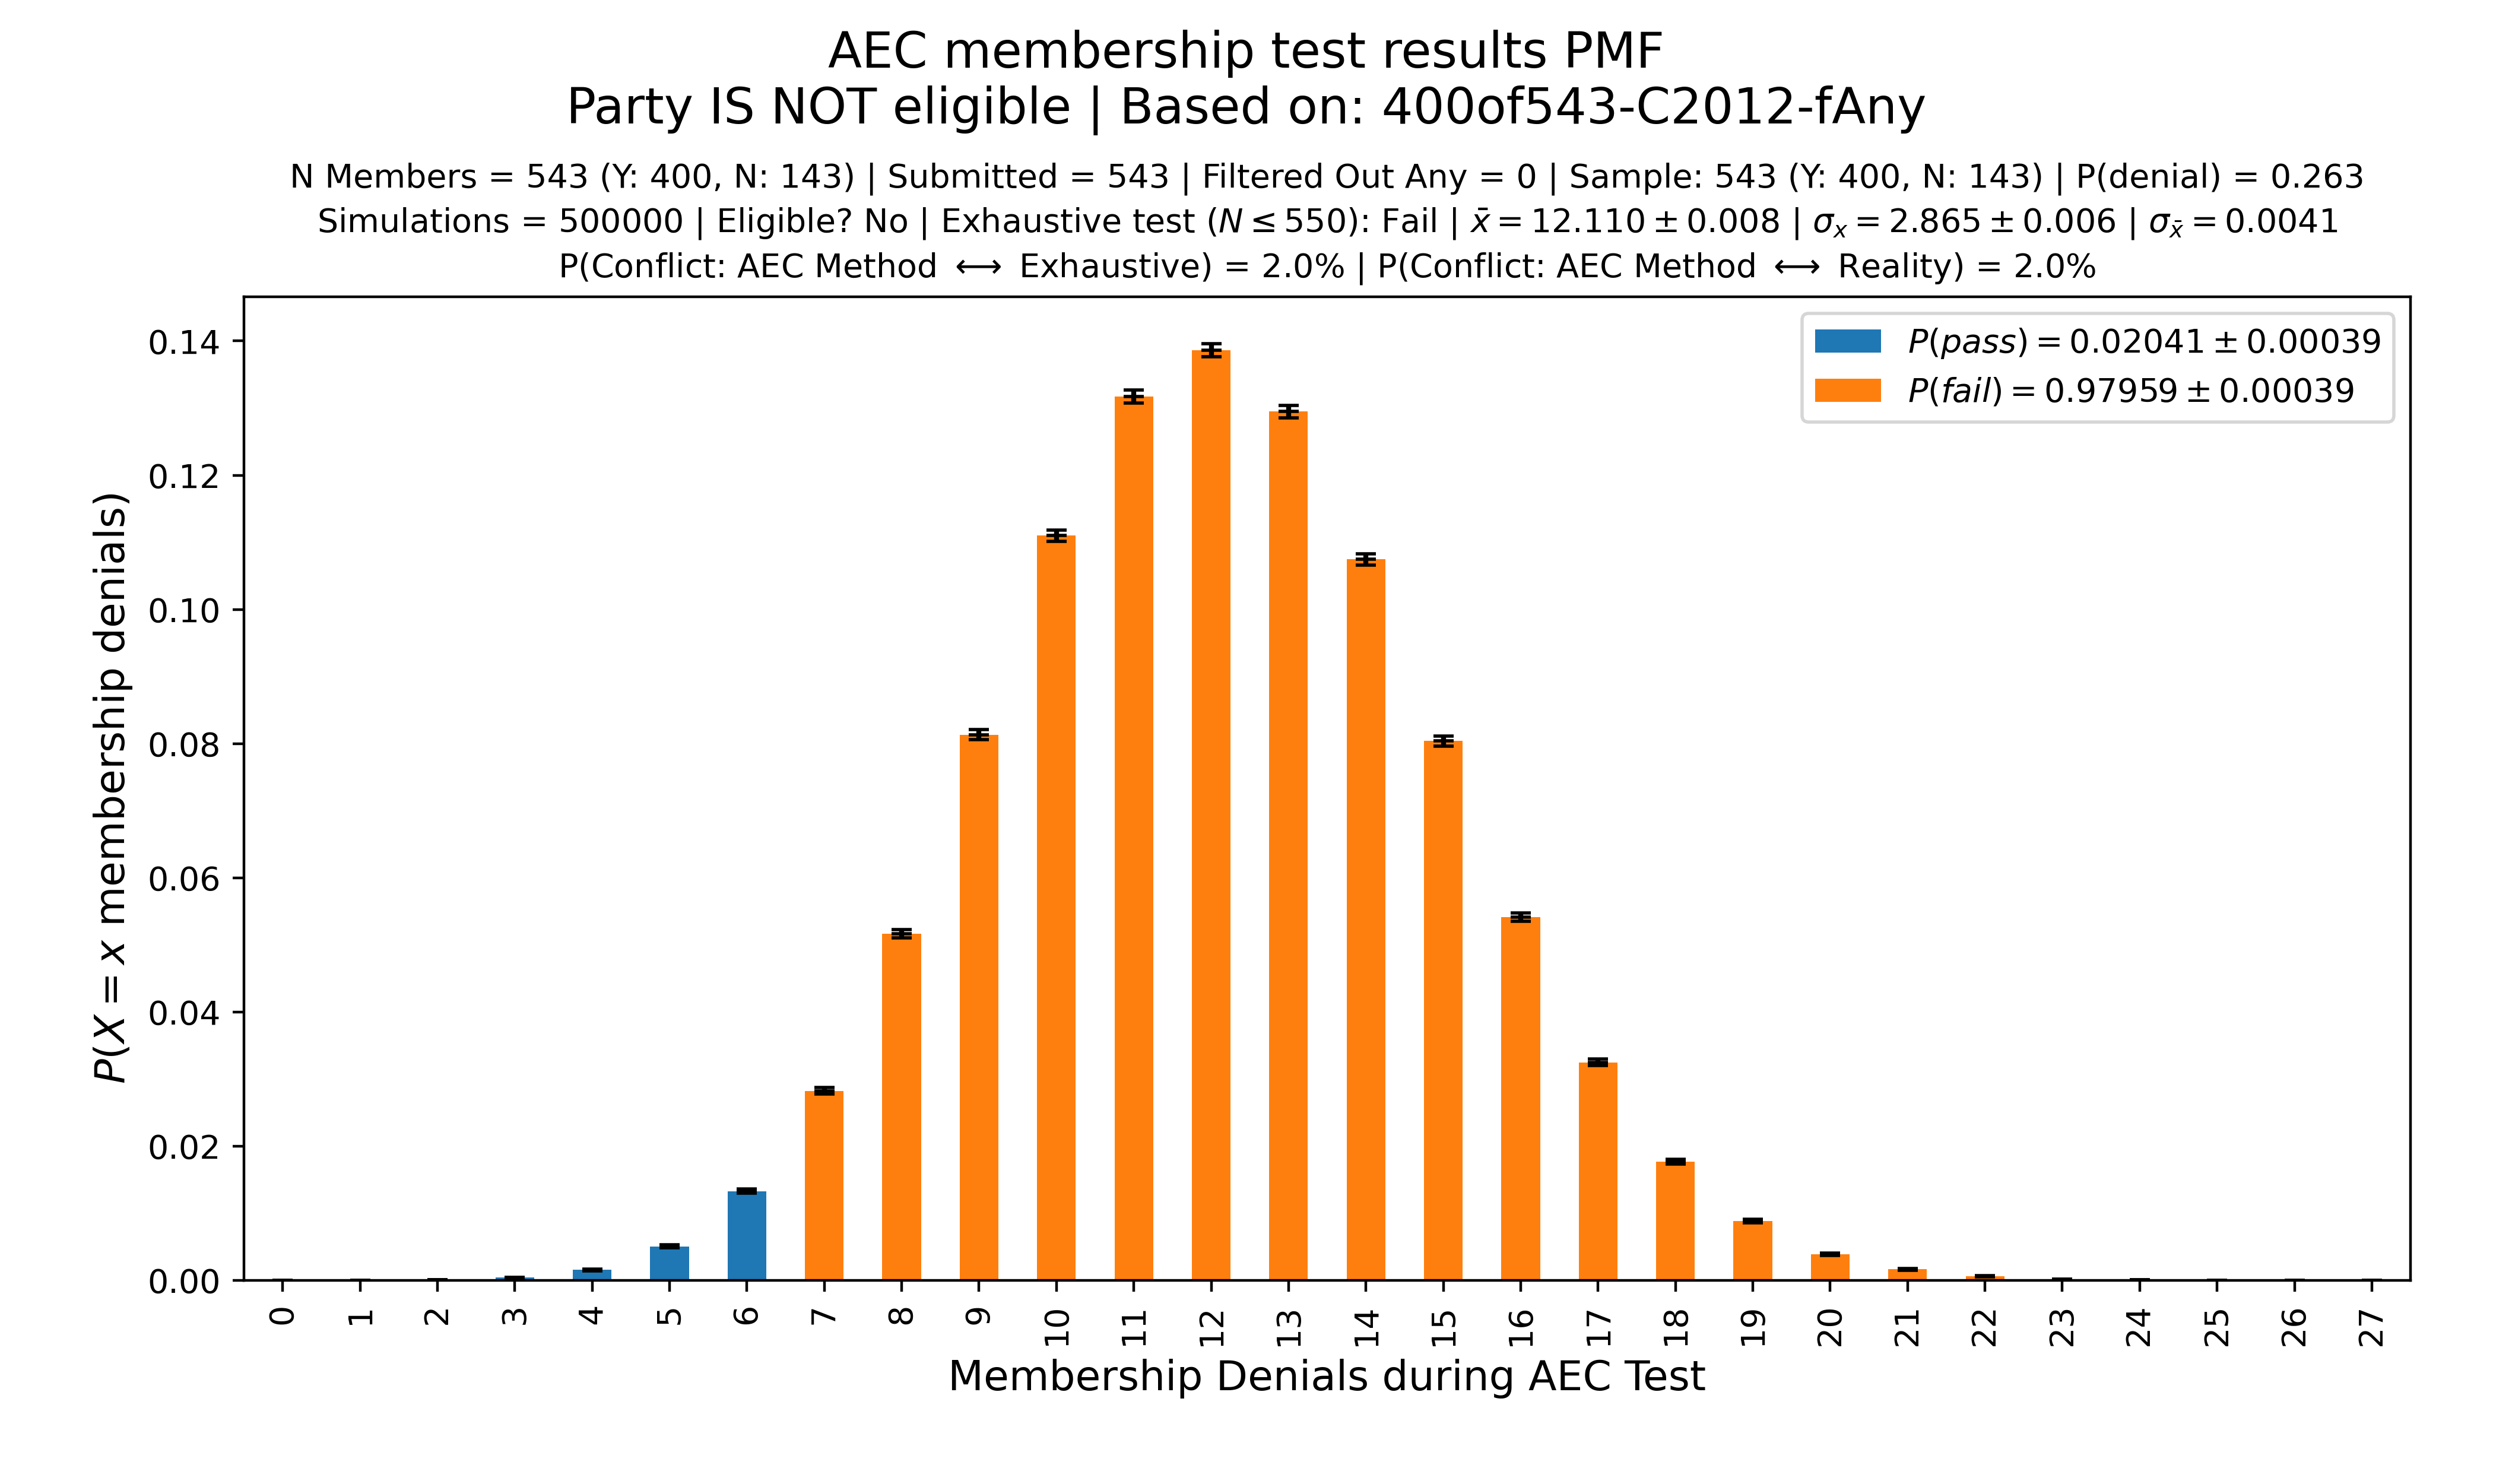 AEC membership test results PMF
Party IS NOT eligible | Based on: 400of543-C2012-fAny
N Members = 543 (Y: 400, N: 143) | Submitted = 543 | Filtered Out Any = 0 | Sample: 543 (Y: 400, N: 143) | P(denial) = 0.263
Simulations = 500000 | Eligible? No | Exhaustive test (N ≤ 550): Fail | x̄ = 12.110 ± 0.008 | σₓ = 2.865 ± 0.006 | σ_x̄ = 0.0041
P(Conflict: AEC Method ⟷ Exhaustive) = 2.0% | P(Conflict: AEC Method ⟷ Reality) = 2.0%
P(pass) = 0.02041 ± 0.00039
P(fail) = 0.97959 ± 0.00039
P(X = x membership denials)
0.14
0.12
0.10
0.08
0.06
0.04
0.02
0.00
0 1 2 3 4 5 6 7 8 9 10 11 12 13 14 15 16 17 18 19 20 21 22 23 24 25 26 27
Membership Denials during AEC Test